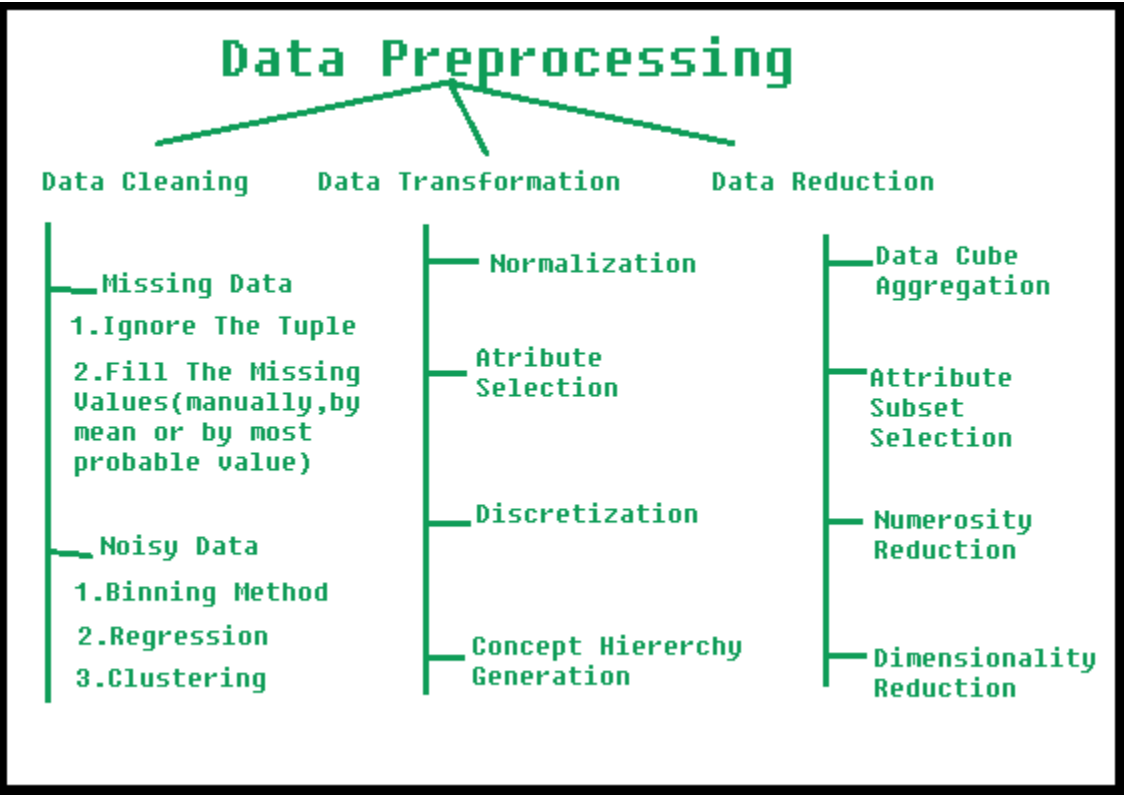 Data Preprocessing
Data Cleaning
Missing Data
1.Ignore The Tuple
2.Fill The Missing
Values(manually,by
mean or by most
probable value)
Noisy Data
1.Binning Method
2.Regression
3.Clustering
Data Transformation
Normalization
Atribute
Selection
Discretization
Concept Hiererchy
Generation
Data Reduction
Data Cube
Aggregation
Attribute
Subset
Selection
Numerosity
Reduction
Dimensionality
Reduction